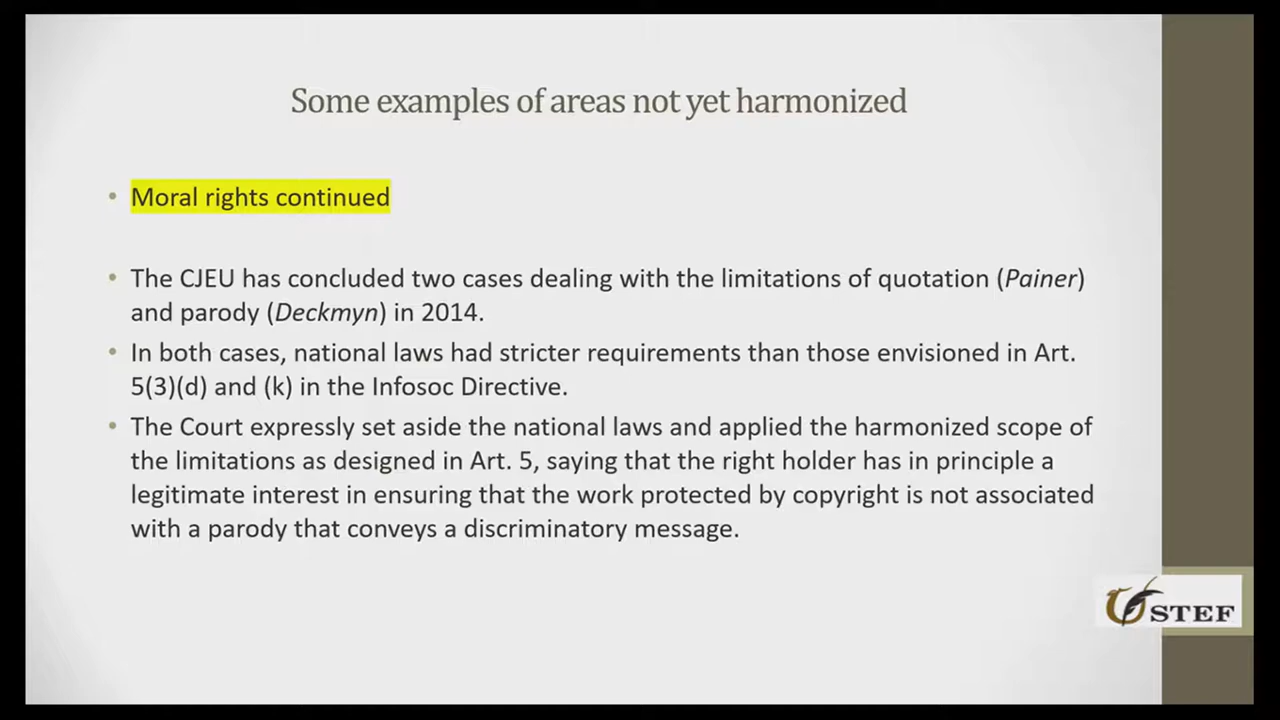 Some examples of areas not yet harmonized
• Moral rights continued
• The CJEU has concluded two cases dealing with the limitations of quotation (Painer)
and parody (Deckmyn) in 2014.
• In both cases, national laws had stricter requirements than those envisioned in Art.
5(3)(d) and (k) in the Infosoc Directive.
• The Court expressly set aside the national laws and applied the harmonized scope of
the limitations as designed in Art. 5, saying that the right holder has in principle a
legitimate interest in ensuring that the work protected by copyright is not associated
with a parody that conveys a discriminatory message.
STEF